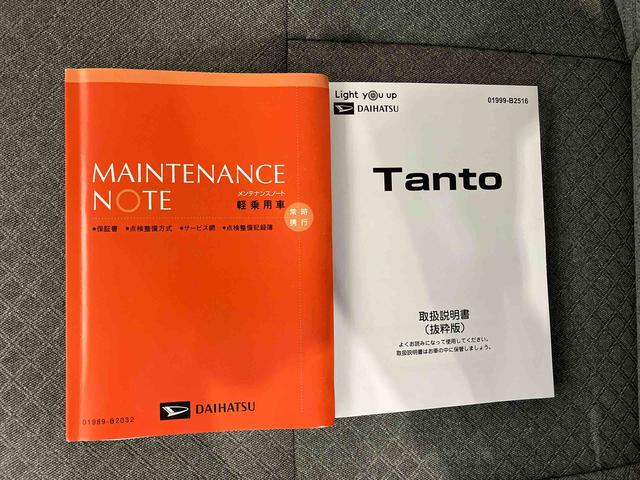 MAINTENANCE
NOTE
メンテナンスノート
軽乗用車
常時
携行
●保証書 ●点検整備方式 ●サービス網 ●点検整備記録簿
DAIHATSU
01989-B2032
Light you up
DAIHATSU
01999-B2516
Tanto
取扱説明書
（抜粋版）
よくお読みになって使用してください。
取扱説明書はお車の中に保管しましょう。